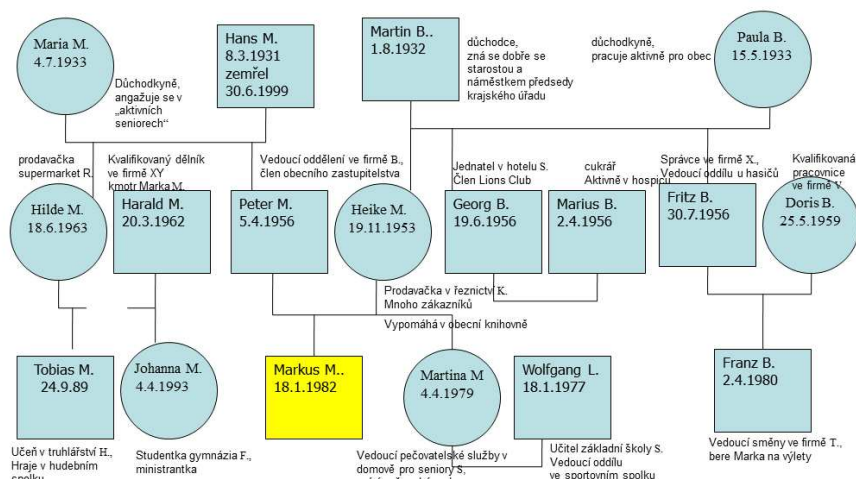 Maria M.
4.7.1933
Hans M.
8.3.1931
zemřel
30.6.1999
Martin B..
1.8.1932
důchodce,
zná se dobře se
starostou a
náměstkem předsedy
krajského úřadu
důchodkyně,
pracuje aktivně pro obec
Paula B.
15.5.1933
Důchodkyně,
angažuje se v
„aktivních
seniorech“
prodavačka
supermarket R.
Kvalifikovaný dělník
ve firmě XY
kmotr Marka M.
Vedoucí oddělení ve firmě B.,
člen obecního zastupitelstva
Jednatel v hotelu S.
Člen Lions Club
cukrář
Aktivně v hospicu
Správce ve firmě X.,
Vedoucí oddílu u hasičů
Kvalifikovaná
pracovnice
ve firmě V.
Hilde M.
18.6.1963
Harald M.
20.3.1962
Peter M.
5.4.1956
Heike M.
19.11.1953
Georg B.
19.6.1956
Marius B.
2.4.1956
Fritz B.
30.7.1956
Doris B.
25.5.1959
Prodavačka v řeznictví K.
Mnoho zákazníků
Vypomáhá v obecní knihovně
Tobias M.
24.9.89
Johanna M.
4.4.1993
Markus M..
18.1.1982
Martina M
4.4.1979
Wolfgang L.
18.1.1977
Franz B.
2.4.1980
Učeň v truhlářství H.,
Hraje v hudebním
spolku
Studentka gymnázia F.,
ministrantka
Vedoucí pečovatelské služby v
domově pro seniory S,
Učitel základní školy S.
Vedoucí oddílu
ve sportovním spolku
Vedoucí směny ve firmě T.,
bere Marka na výlety